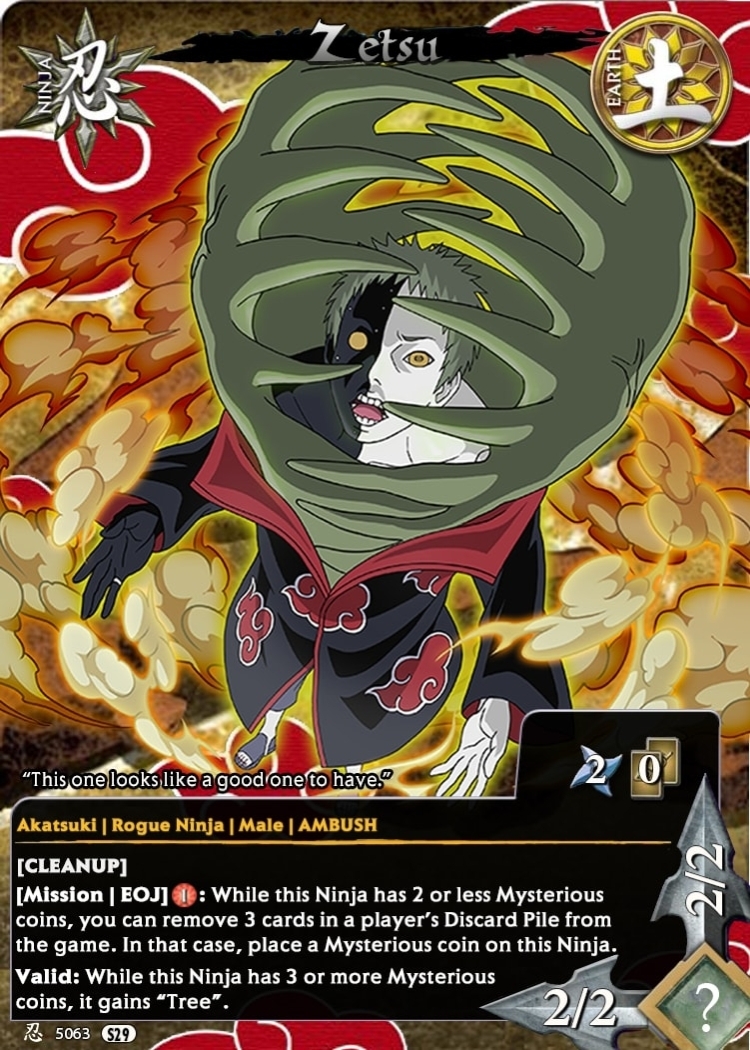 Zetsu
NINJA
忍
EARTH
土
“This one looks like a good one to have.”
2 0
Akatsuki | Rogue Ninja | Male | AMBUSH
[CLEANUP]
[Mission | EOJ] 1 : While this Ninja has 2 or less Mysterious
coins, you can remove 3 cards in a player’s Discard Pile from
the game. In that case, place a Mysterious coin on this Ninja.
Valid: While this Ninja has 3 or more Mysterious
coins, it gains “Tree”.
2/2
2/2
?
忍 5063 S29